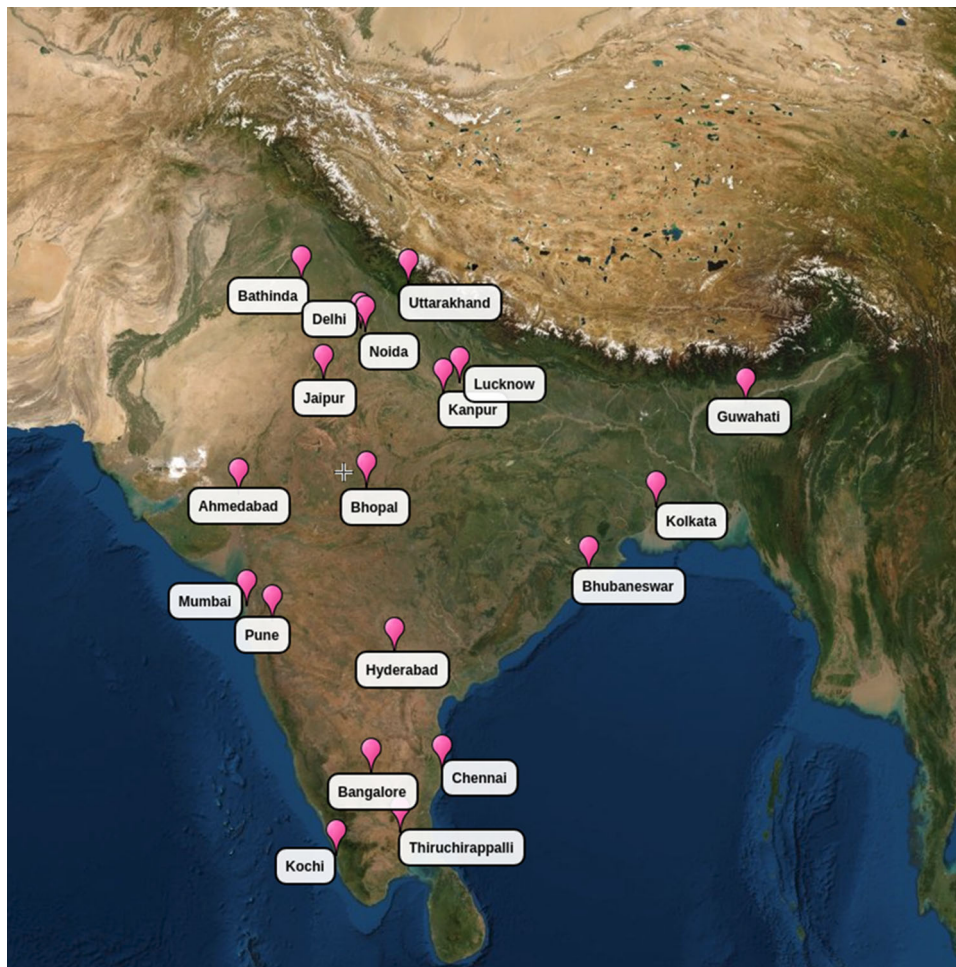 Bathinda
Uttarakhand
Delhi
Noida
Lucknow
Jaipur
Kanpur
Guwahati
Ahmedabad
Bhopal
Kolkata
Bhubaneswar
Mumbai
Pune
Hyderabad
Chennai
Bangalore
Thiruchirappalli
Kochi